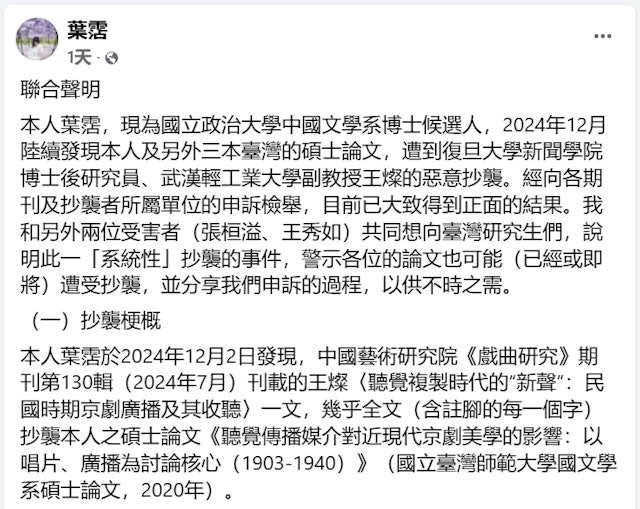 葉霑
1天
聯合聲明
本人葉霑，現為國立政治大學中國文學系博士候選人，2024年12月
陸續發現本人及另外三本臺灣的碩士論文，遭到復旦大學新聞學院
博士後研究員、武漢輕工業大學副教授王燦的惡意抄襲。經向各期
刊及抄襲者所屬單位的申訴檢舉，目前已大致得到正面的結果。我
和另外兩位受害者（張桓溢、王秀如）共同想向臺灣研究生們，說
明此一「系統性」抄襲的事件，警示各位的論文也可能（已經或即
將）遭受抄襲，並分享我們申訴的過程，以供不時之需。
（一）抄襲梗概
本人葉霑於2024年12月2日發現，中國藝術研究院《戲曲研究》期
刊第130輯（2024年7月）刊載的王燦〈聽覺複製時代的“新聲”：民
國時期京劇廣播及其收聽〉一文，幾乎全文（含註腳的每一個字）
抄襲本人之碩士論文《聽覺傳播媒介對近現代京劇美學的影響：以
唱片、廣播為討論核心（1903-1940）》（國立臺灣師範大學國文學
系碩士論文，2020年）。